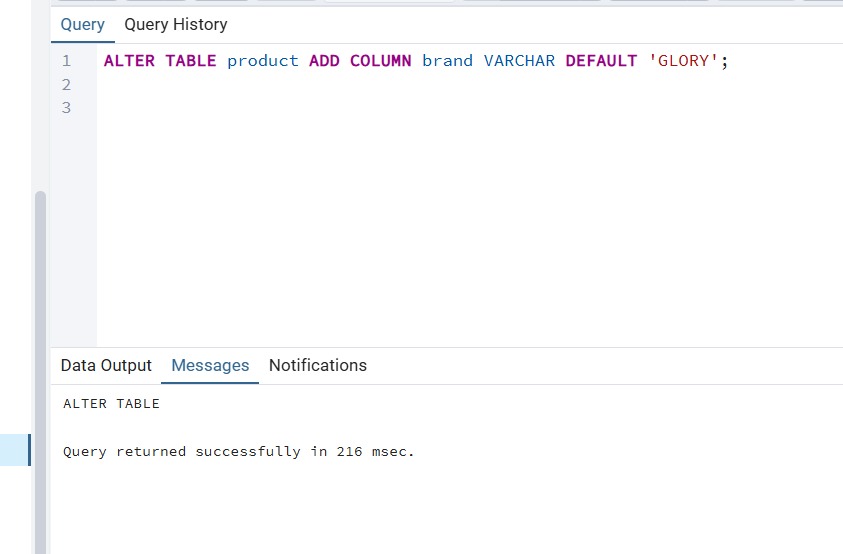 Query Query History
1 ALTER TABLE product ADD COLUMN brand VARCHAR DEFAULT 'GLORY';
2
3
Data Output Messages Notifications
ALTER TABLE
Query returned successfully in 216 msec.